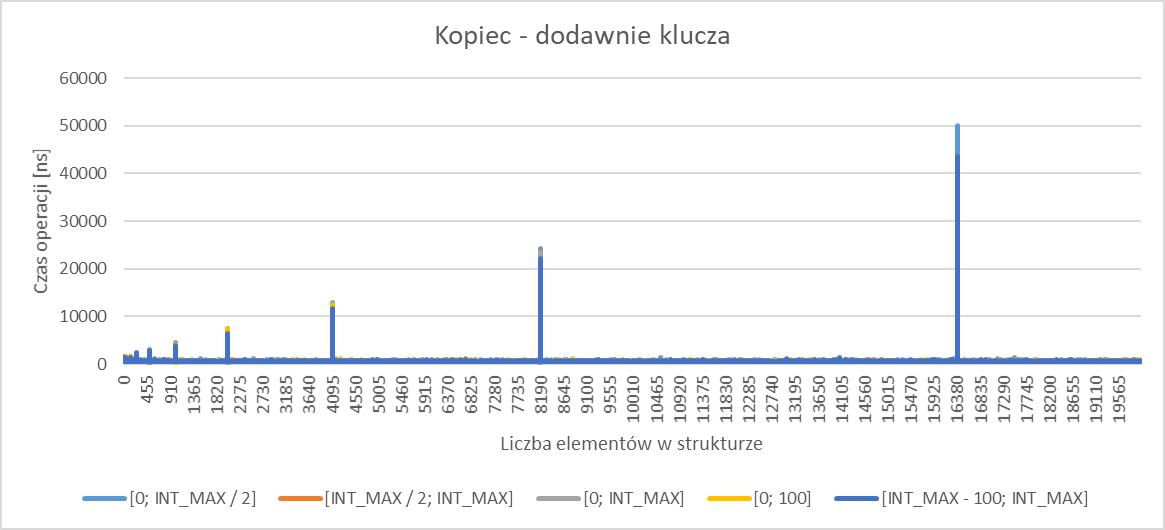 Kopiec - dodawnie klucza
Czas operacji [ns]
60000
50000
40000
30000
20000
10000
0
0 455 910 1365 1820 2275 2730 3185 3640 4095 4550 5005 5460 5915 6370 6825 7280 7735 8190 8645 9100 9555 10010 10465 10920 11375 11830 12285 12740 13195 13650 14105 14560 15015 15470 15925 16380 16835 17290 17745 18200 18655 19110 19565
Liczba elementów w strukturze
[0; INT_MAX / 2] [INT_MAX / 2; INT_MAX] [0; INT_MAX] [0; 100] [INT_MAX - 100; INT_MAX]